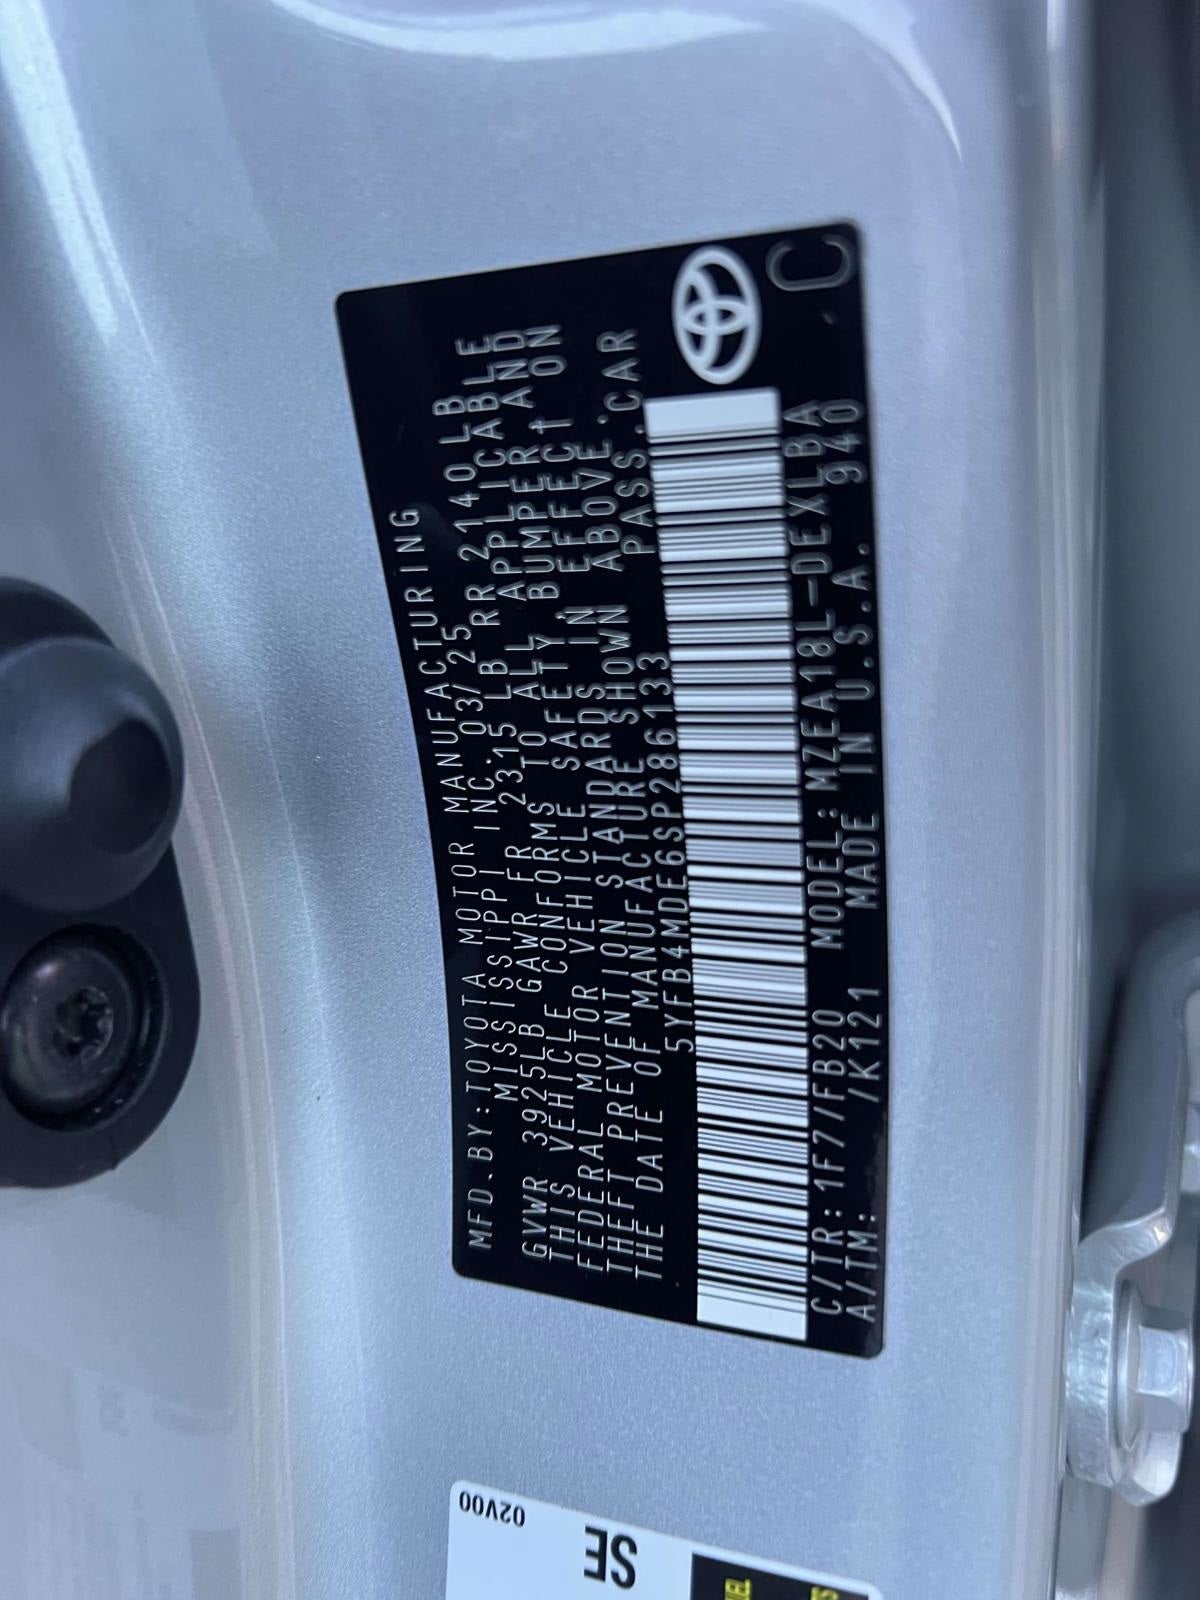 MFD.BY:TOYOTA MOTOR MANUFACTURING
MISSISSIPPI INC. 03/25
GVWR 3925LB GAWR FR 2315LB RR 2140LB
THIS VEHICLE CONFORMS TO ALL APPLICABLE
FEDERAL MOTOR VEHICLE SAFETY BUMPER AND
THEFT PREVENTION STANDARDS IN EFFECT ON
THE DATE OF MANUFACTURE SHOWN ABOVE.
5YFB4MDE6SP286133 PASS.CAR
C/TR:1F7/FB20 MODEL:MZEA18L-DEXLBA
A/TM: /K121 MADE IN U.S.A. 940
C
02V00
SE